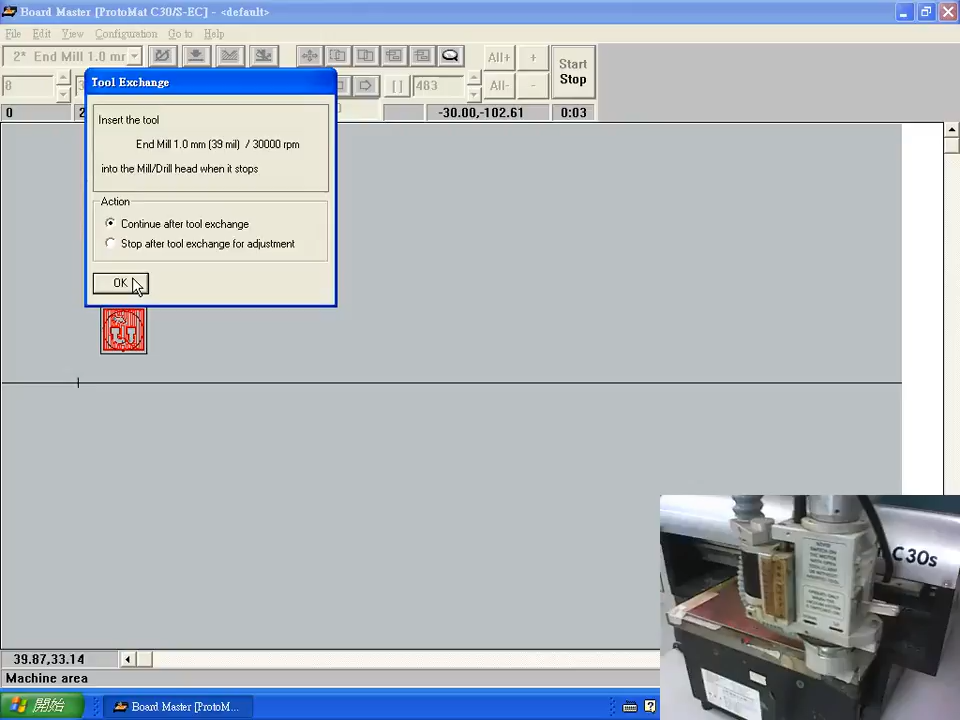 Board Master [ProtoMat C30/S-EC] - <default>
File Edit View Configuration Go to Help
2* End Mill 1.0 mr
All+ + Start
8 [ ] 483 All- - Stop
0 2 -30.00,-102.61 0:03
Tool Exchange
Insert the tool
End Mill 1.0 mm (39 mil) / 30000 rpm
into the Mill/Drill head when it stops
Action
Continue after tool exchange
Stop after tool exchange for adjustment
OK
C30s
39.87,33.14
Machine area
開始 Board Master [ProtoM...